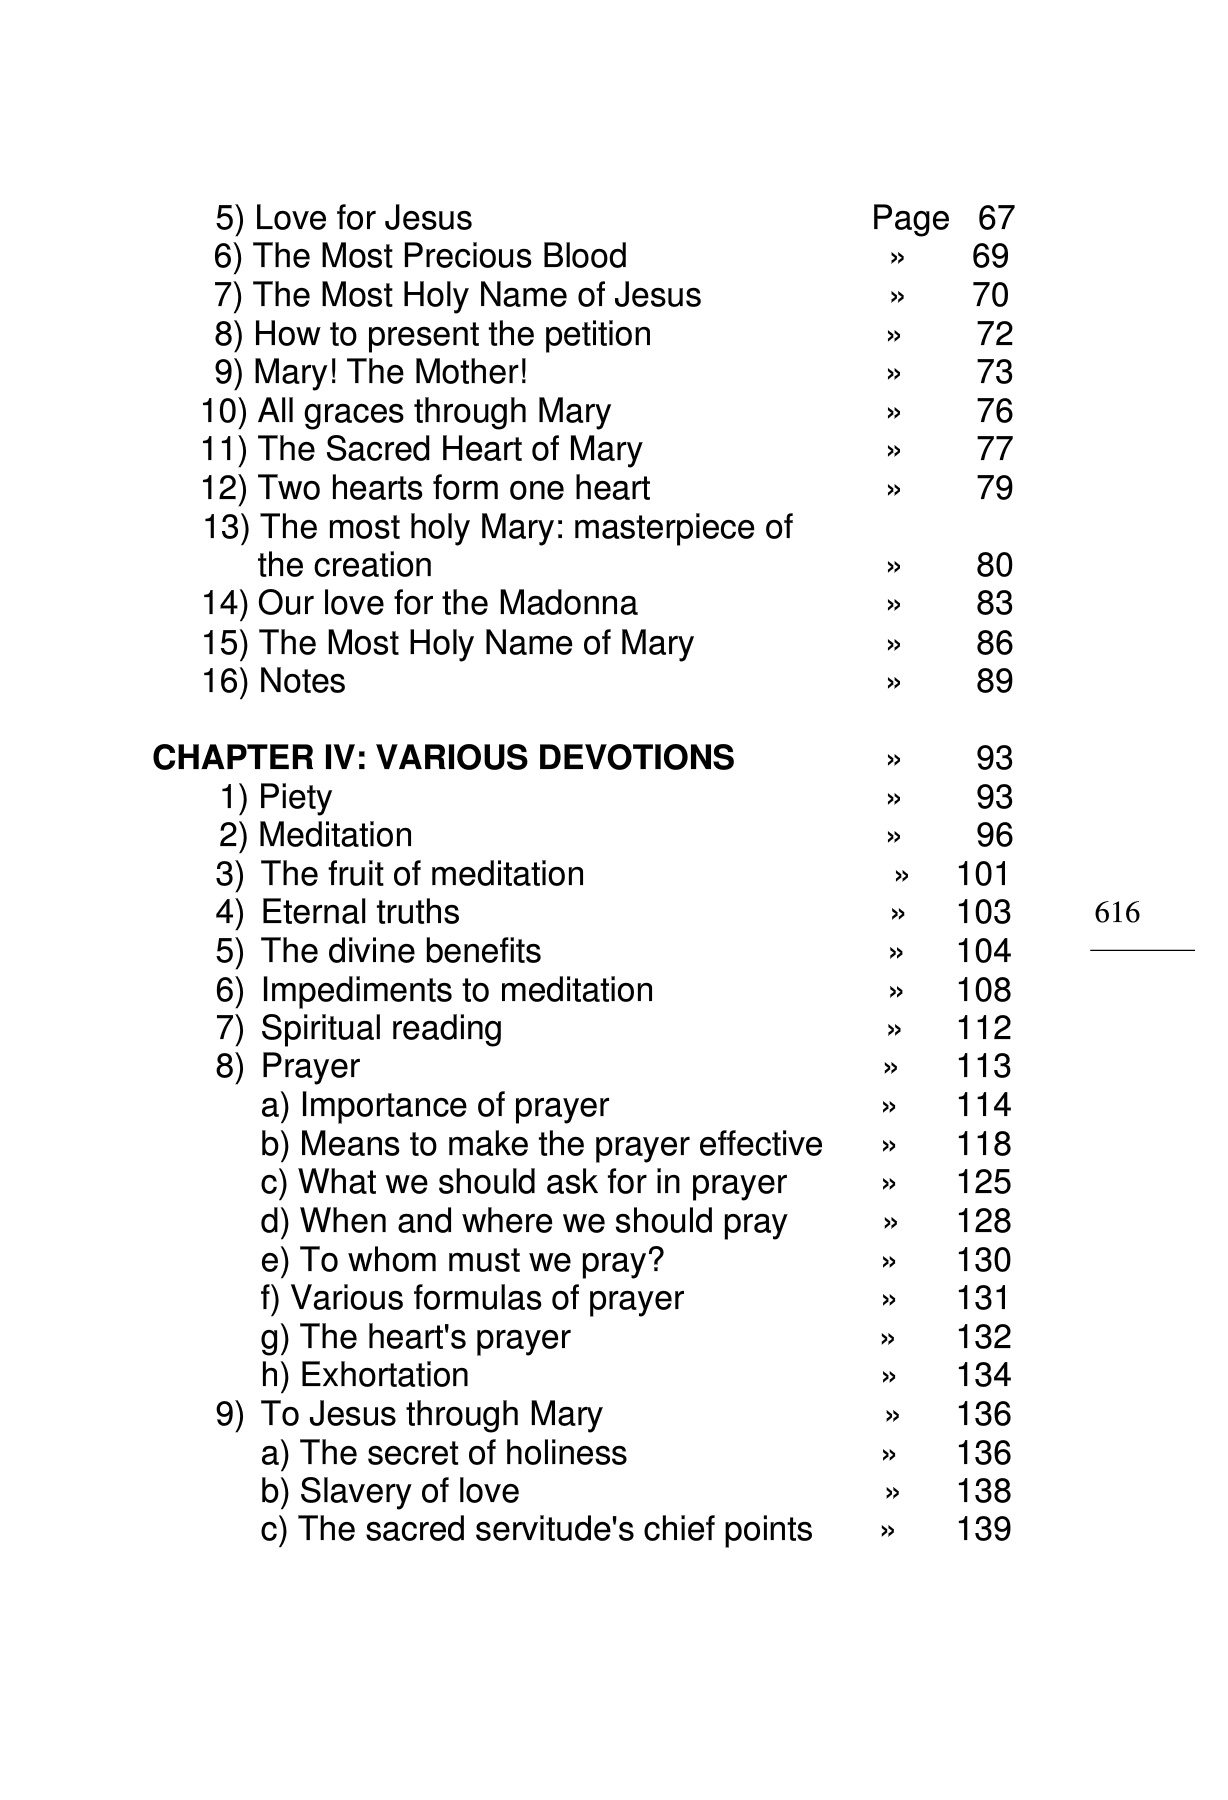 5) Love for Jesus Page 67
6) The Most Precious Blood » 69
7) The Most Holy Name of Jesus » 70
8) How to present the petition » 72
9) Mary! The Mother! » 73
10) All graces through Mary » 76
11) The Sacred Heart of Mary » 77
12) Two hearts form one heart » 79
13) The most holy Mary: masterpiece of
the creation » 80
14) Our love for the Madonna » 83
15) The Most Holy Name of Mary » 86
16) Notes » 89
CHAPTER IV: VARIOUS DEVOTIONS » 93
1) Piety » 93
2) Meditation » 96
3) The fruit of meditation » 101
4) Eternal truths » 103
616
5) The divine benefits » 104
6) Impediments to meditation » 108
7) Spiritual reading » 112
8) Prayer » 113
a) Importance of prayer » 114
b) Means to make the prayer effective » 118
c) What we should ask for in prayer » 125
d) When and where we should pray » 128
e) To whom must we pray? » 130
f) Various formulas of prayer » 131
g) The heart's prayer » 132
h) Exhortation » 134
9) To Jesus through Mary » 136
a) The secret of holiness » 136
b) Slavery of love » 138
c) The sacred servitude's chief points » 139